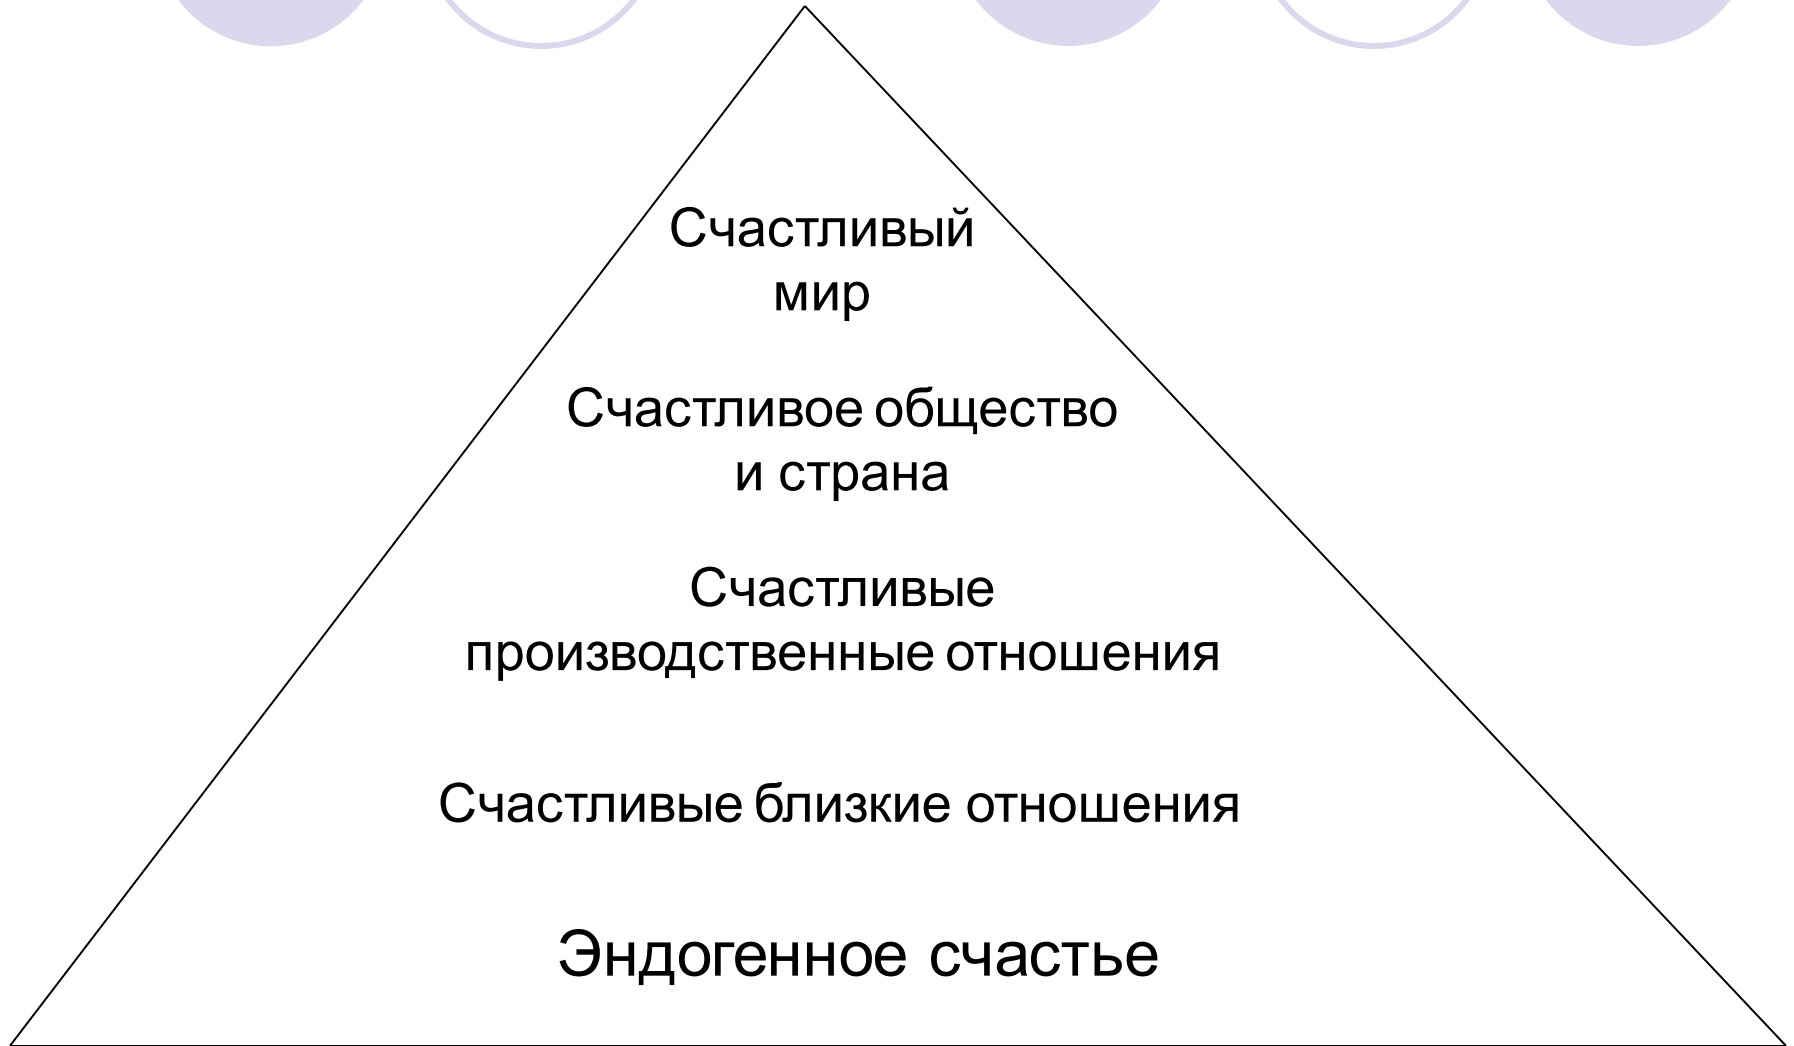 Счастливый
мир
Счастливое общество
и страна
Счастливые
производственные отношения
Счастливые близкие отношения
Эндогенное счастье